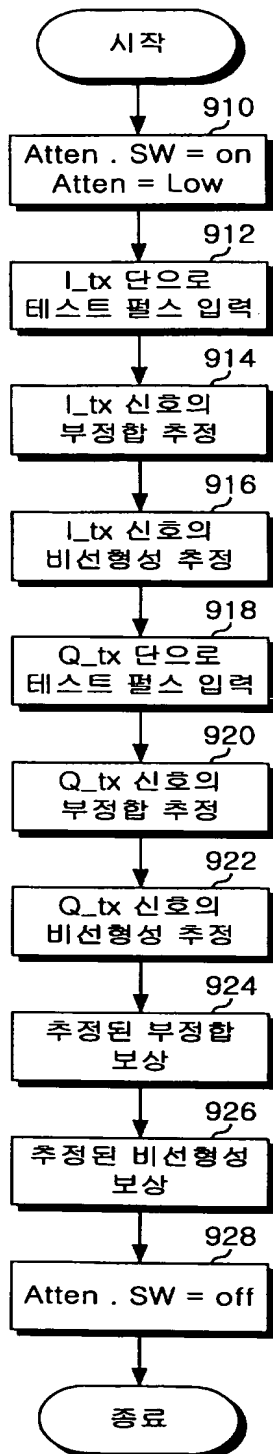 시작
910
Atten . SW = on
Atten = Low
912
I_tx 단으로
테스트 펄스 입력
914
I_tx 신호의
부정합 추정
916
I_tx 신호의
비선형성 추정
918
Q_tx 단으로
테스트 펄스 입력
920
Q_tx 신호의
부정합 추정
922
Q_tx 신호의
비선형성 추정
924
추정된 부정합
보상
926
추정된 비선형성
보상
928
Atten . SW = off
종료